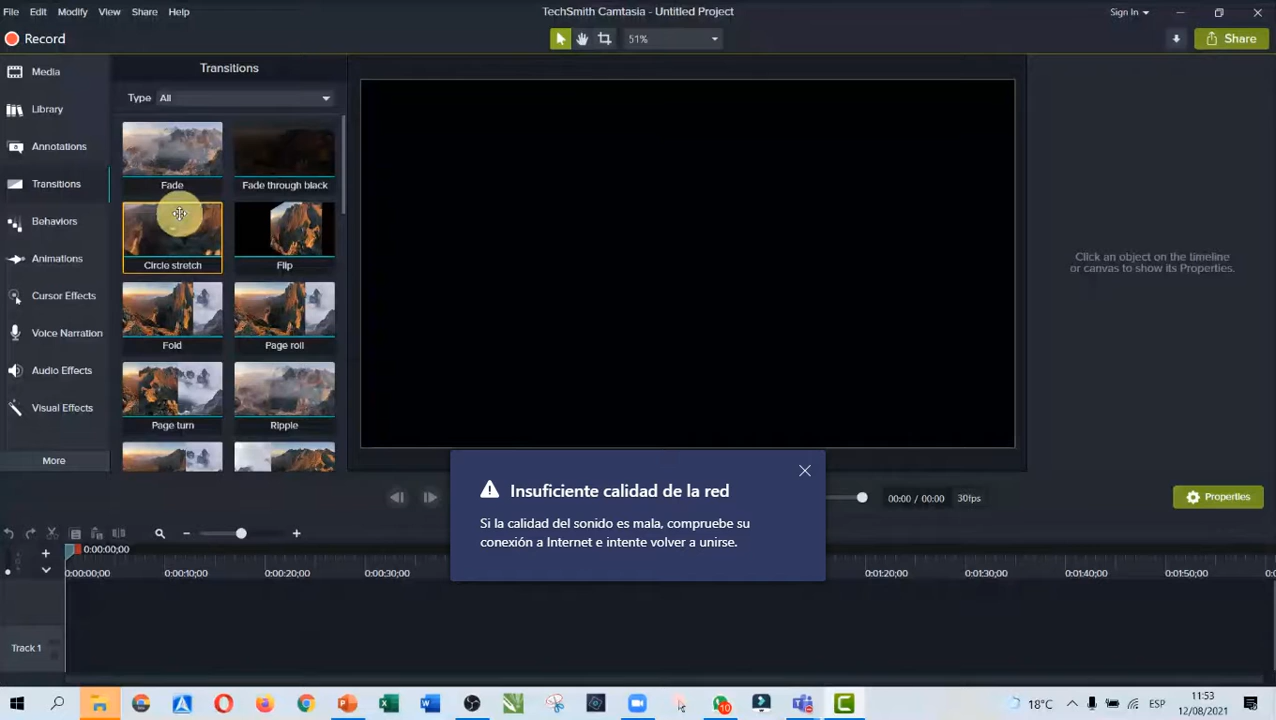 File Edit Modify View Share Help
TechSmith Camtasia - Untitled Project
Sign In
Record
51%
Share
Media
Library
Annotations
Transitions
Behaviors
Animations
Cursor Effects
Voice Narration
Audio Effects
Visual Effects
More
Transitions
Type All
Fade
Fade through black
Circle stretch
Flip
Fold
Page roll
Page turn
Ripple
Click an object on the timeline
or canvas to show its Properties.
Insuficiente calidad de la red
Si la calidad del sonido es mala, compruebe su
conexión a Internet e intente volver a unirse.
00:00 / 00:00 30fps
Properties
0:00:00;00
0:00:00;00 0:00:10;00 0:00:20;00 0:00:30;00 0:01:20;00 0:01:30;00 0:01:40;00 0:01:50;00
Track 1
10
18°C
ESP
11:53
12/08/2021